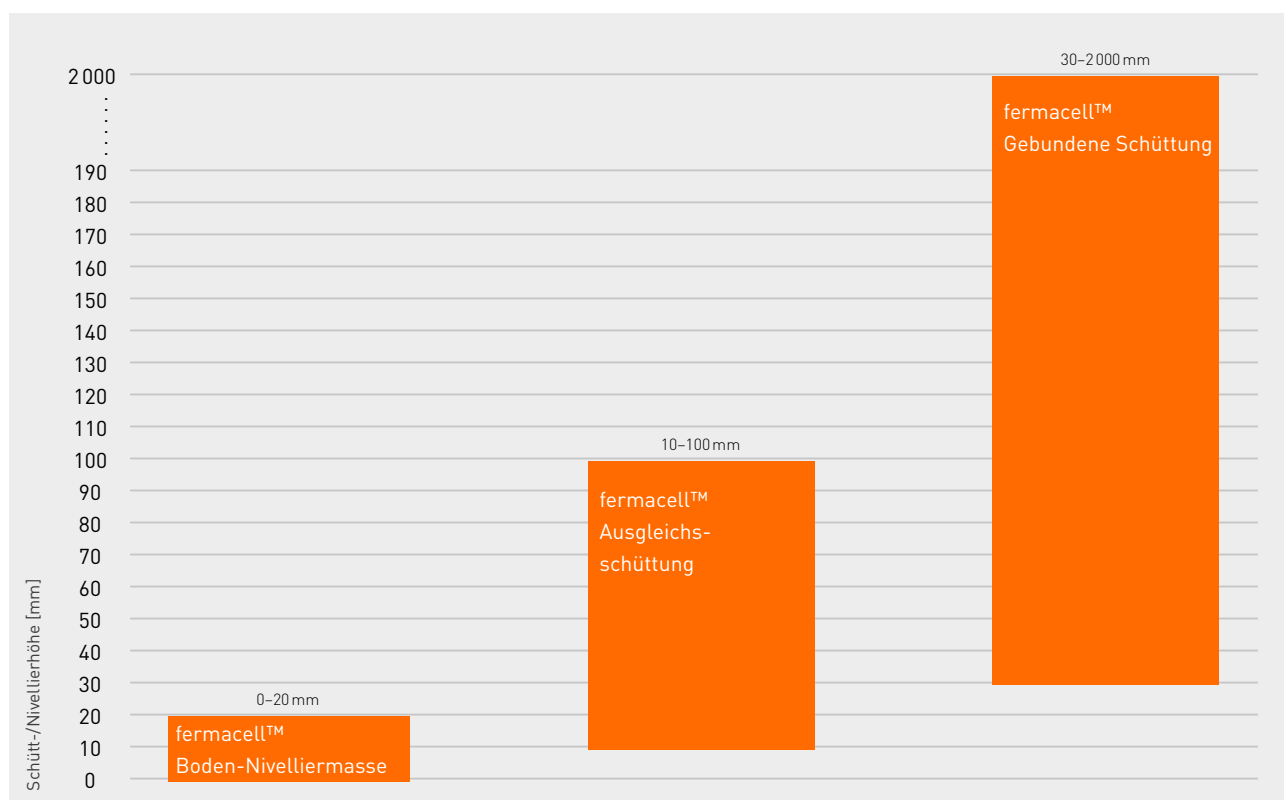 30–2 000 mm
2 000
fermacell™
Gebundene Schüttung
190
180
170
160
150
140
130
120
110
10–100 mm
100
90
fermacell™
80
Ausgleichs-
70
schüttung
60
50
40
30
0–20 mm
20
fermacell™
10
Boden-Nivelliermasse
0
Schütt-/Nivellierhöhe [mm]